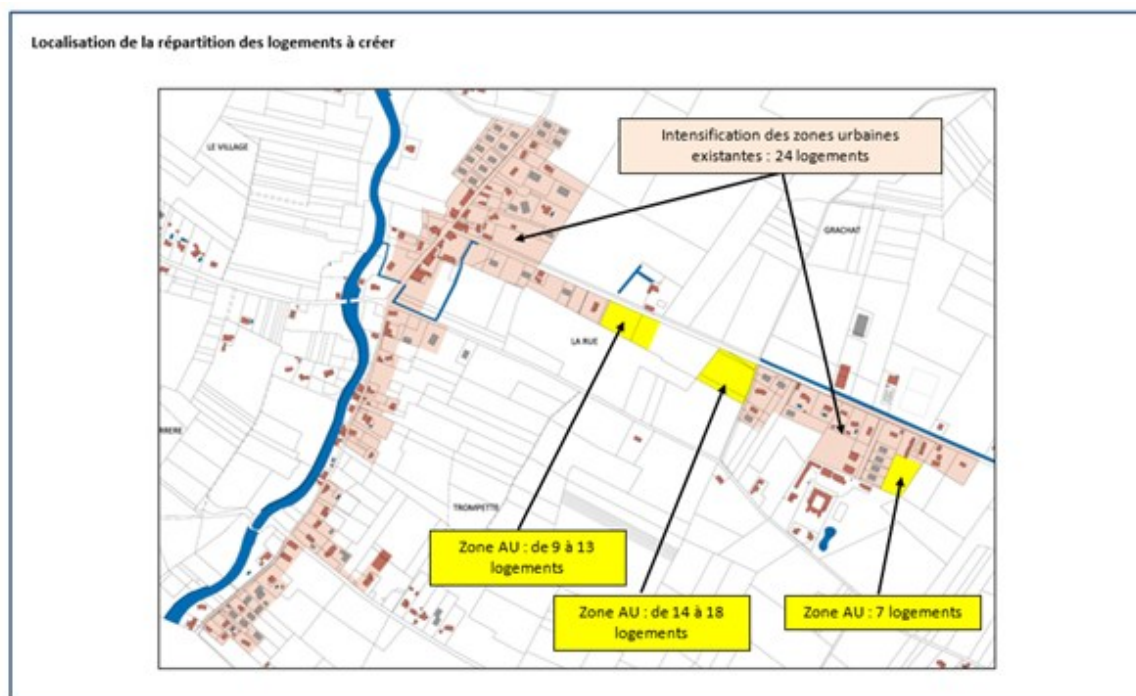 Localisation de la répartition des logements à créer
Intensification des zones urbaines
existantes : 24 logements
LE VILLAGE
GRACHAT
LA RUE
RRERE
TROMPETTE
Zone AU : de 9 à 13
logements
Zone AU : de 14 à 18
logements
Zone AU : 7 logements